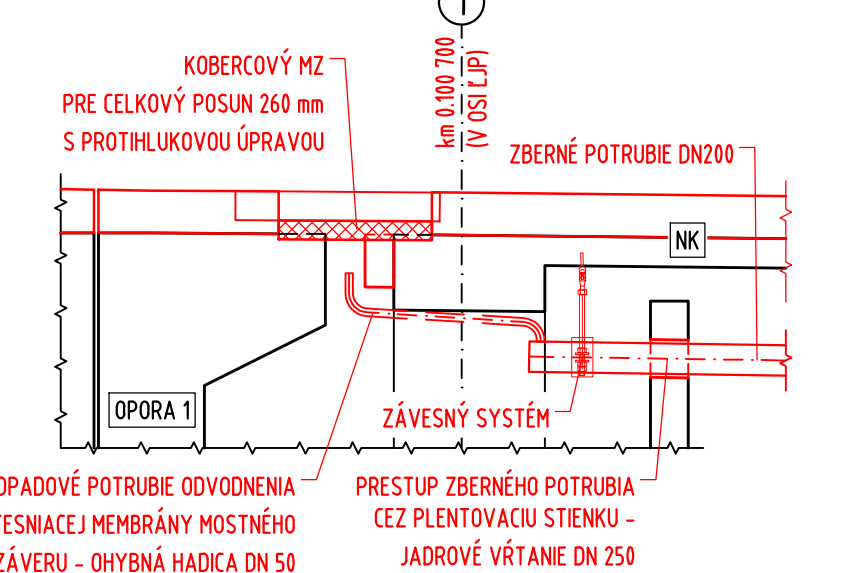 1
KOBERCOVÝ MZ
PRE CELKOVÝ POSUN 260 mm
S PROTIHLUKOVOU ÚPRAVOU
km 0.100 700
(V OSI ĽJP)
ZBERNÉ POTRUBIE DN200
NK
OPORA 1
ZÁVESNÝ SYSTÉM
OPADOVÉ POTRUBIE ODVODNENIA
TESNIACEJ MEMBRÁNY MOSTNÉHO
ZÁVERU - OHYBNÁ HADICA DN 50
PRESTUP ZBERNÉHO POTRUBIA
CEZ PLENTOVACIU STIENKU -
JADROVÉ VŔTANIE DN 250